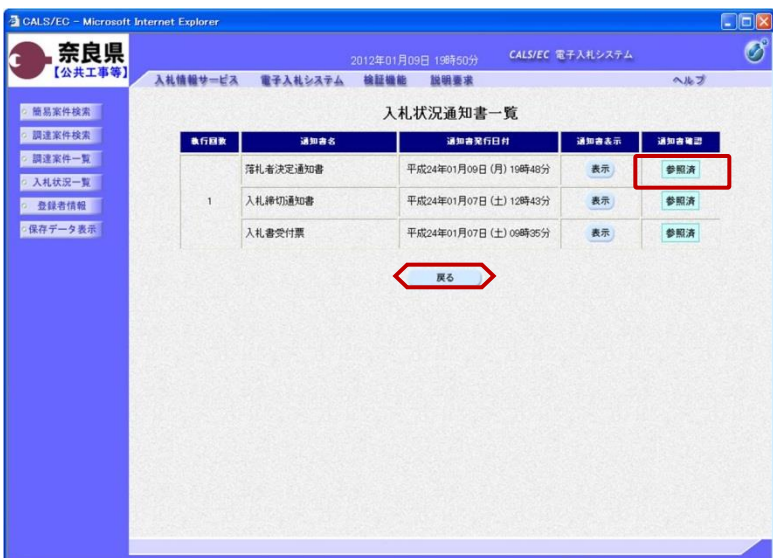 CALS/EC - Microsoft Internet Explorer
奈良県
【公共工事等】
2012年01月09日 19時50分
CALS/EC 電子入札システム
入札情報サービス 電子入札システム 検証機能 説明要求 ヘルプ
簡易案件検索
調達案件検索
調達案件一覧
入札状況一覧
登録者情報
保存データ表示
入札状況通知書一覧
執行回数 通知書名 通知書発行日付 通知書表示 通知書確認
落札者決定通知書 平成24年01月09日 (月) 19時48分 表示 参照済
1 入札締切通知書 平成24年01月07日 (土) 12時43分 表示 参照済
入札書受付票 平成24年01月07日 (土) 09時35分 表示 参照済
戻る